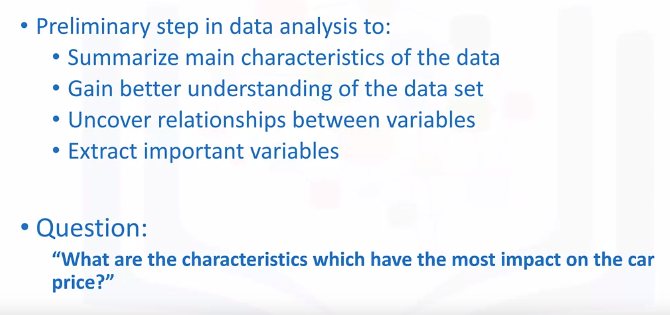 • Preliminary step in data analysis to:
• Summarize main characteristics of the data
• Gain better understanding of the data set
• Uncover relationships between variables
• Extract important variables
• Question:
“What are the characteristics which have the most impact on the car
price?”